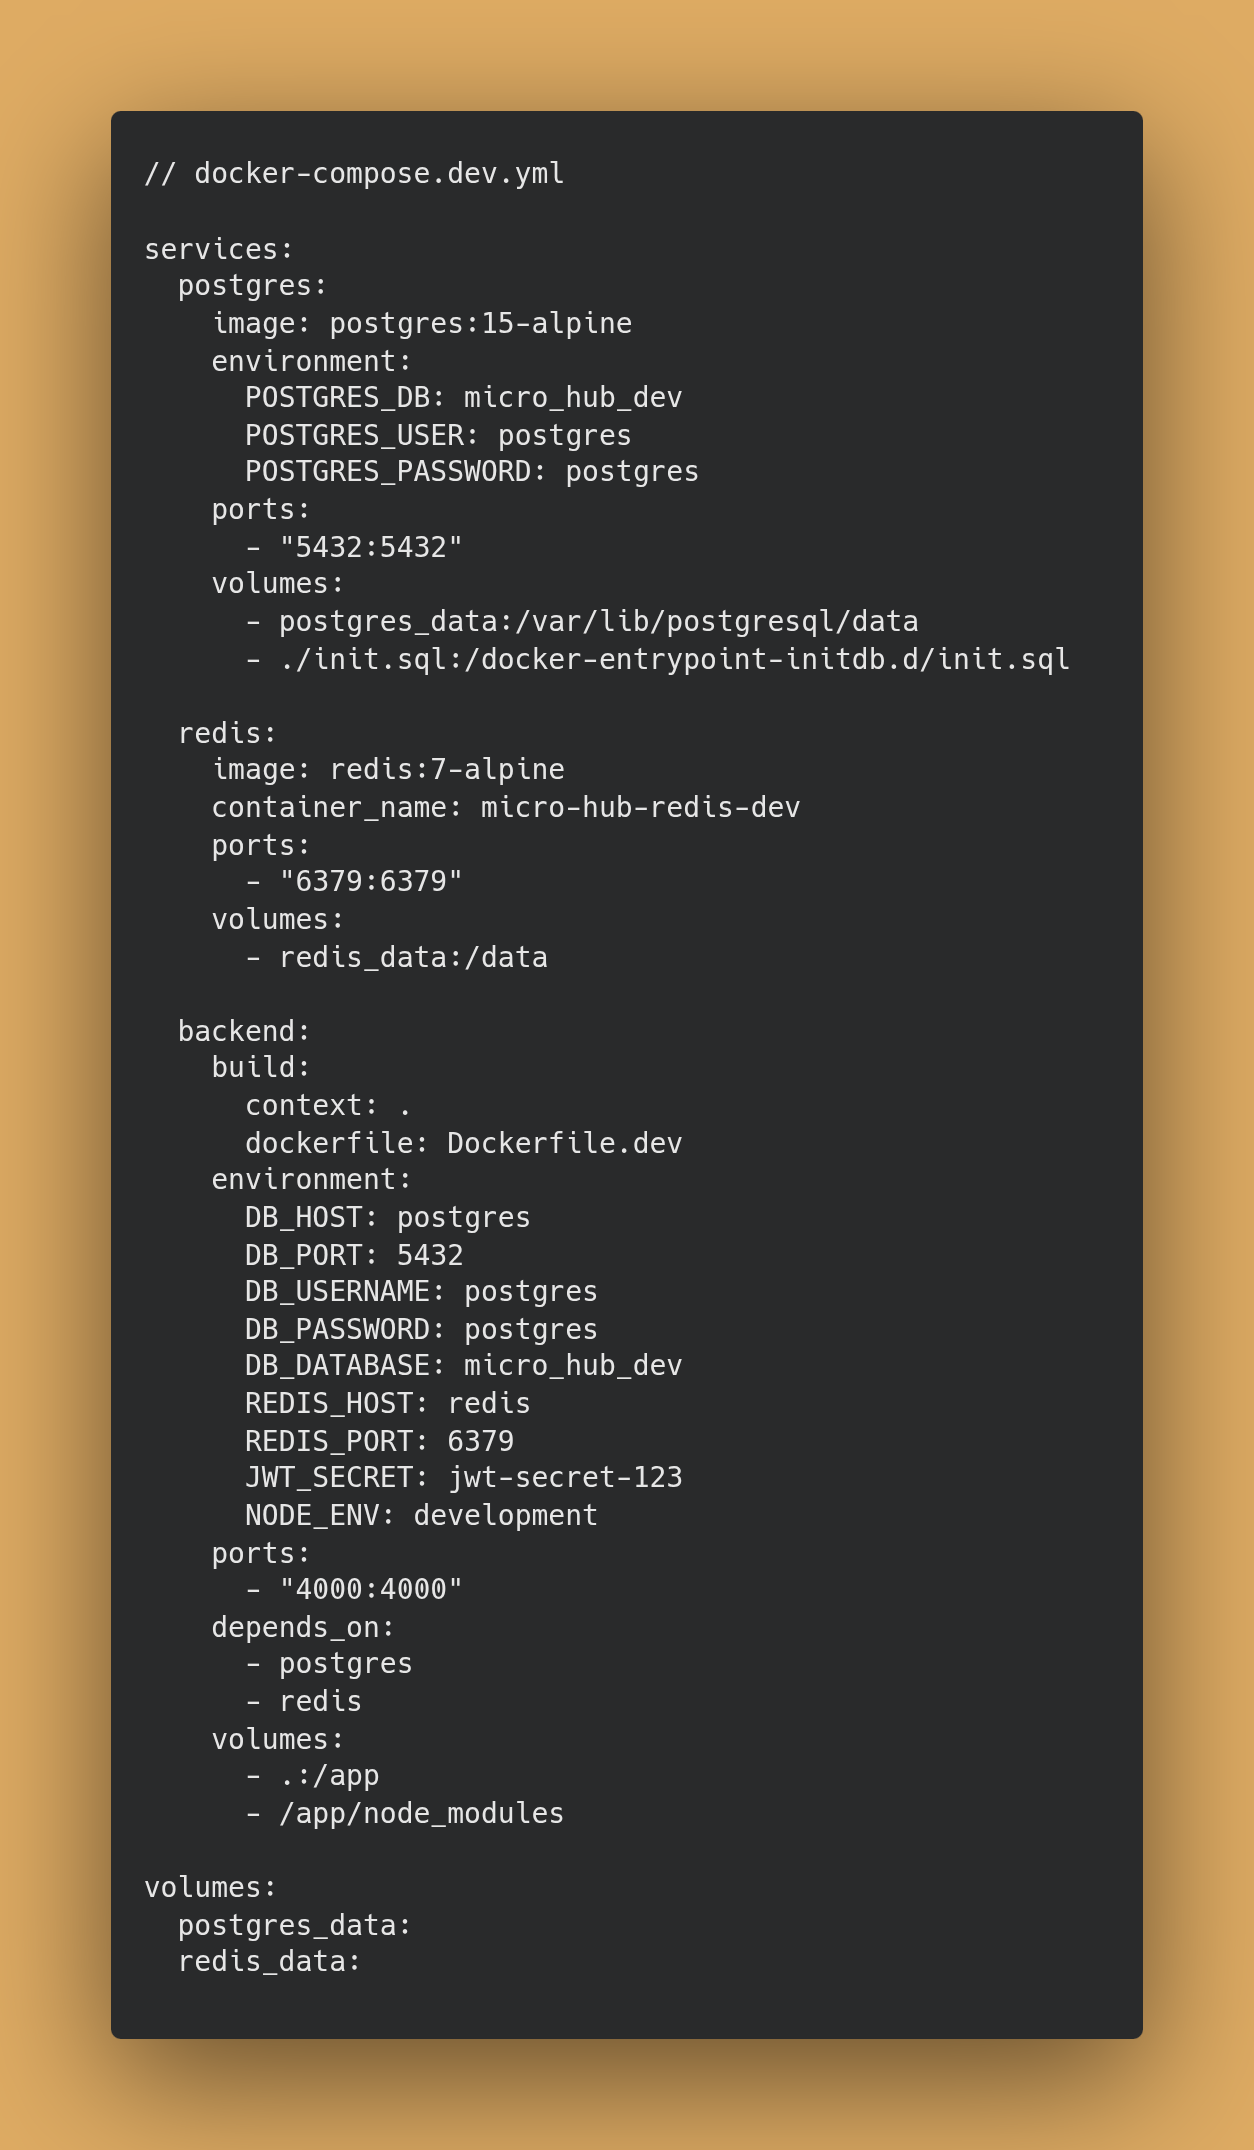 // docker-compose.dev.yml

services:
  postgres:
    image: postgres:15-alpine
    environment:
      POSTGRES_DB: micro_hub_dev
      POSTGRES_USER: postgres
      POSTGRES_PASSWORD: postgres
    ports:
      - "5432:5432"
    volumes:
      - postgres_data:/var/lib/postgresql/data
      - ./init.sql:/docker-entrypoint-initdb.d/init.sql

  redis:
    image: redis:7-alpine
    container_name: micro-hub-redis-dev
    ports:
      - "6379:6379"
    volumes:
      - redis_data:/data

  backend:
    build:
      context: .
      dockerfile: Dockerfile.dev
    environment:
      DB_HOST: postgres
      DB_PORT: 5432
      DB_USERNAME: postgres
      DB_PASSWORD: postgres
      DB_DATABASE: micro_hub_dev
      REDIS_HOST: redis
      REDIS_PORT: 6379
      JWT_SECRET: jwt-secret-123
      NODE_ENV: development
    ports:
      - "4000:4000"
    depends_on:
      - postgres
      - redis
    volumes:
      - .:/app
      - /app/node_modules

volumes:
  postgres_data:
  redis_data: